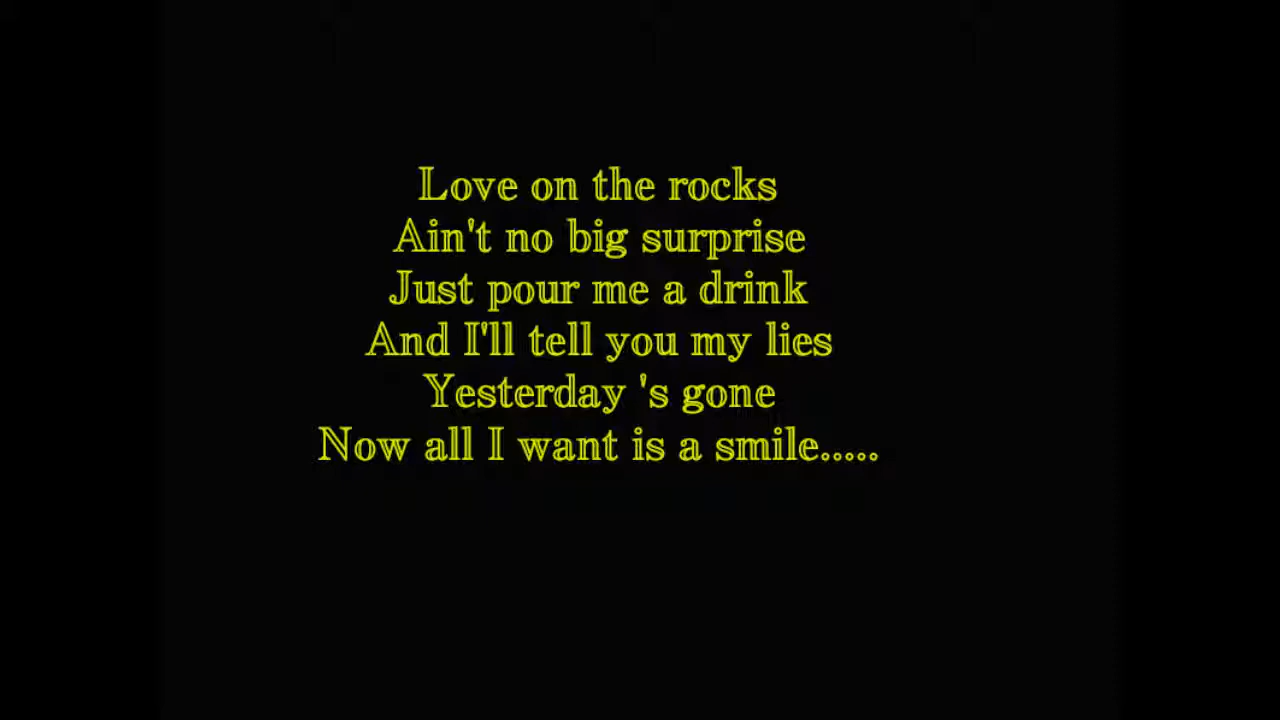 Love on the rocks
Ain't no big surprise
Just pour me a drink
And I'll tell you my lies
Yesterday 's gone
Now all I want is a smile.....